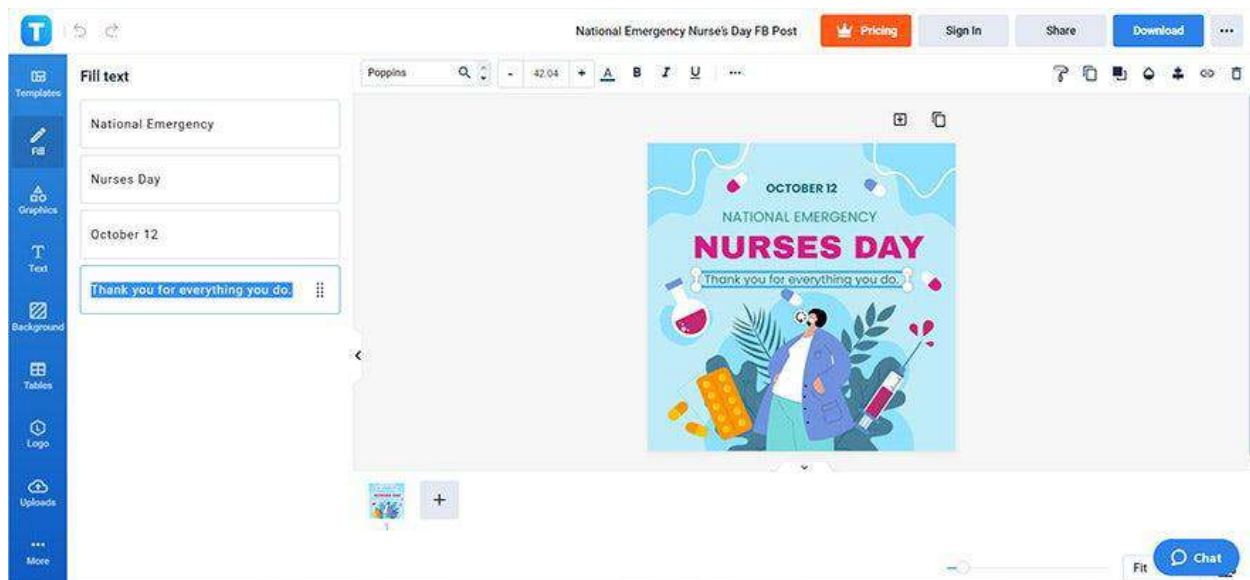 T
National Emergency Nurse's Day FB Post
Pricing
Sign In
Share
Download
Templates
Fill
Graphics
T
Text
Background
Tables
Logo
Uploads
More
Fill text
National Emergency
Nurses Day
October 12
Thank you for everything you do.
Poppins
- 42.04 + A B I U
OCTOBER 12
NATIONAL EMERGENCY
NURSES DAY
Thank you for everything you do.
1
+
Fit
Chat